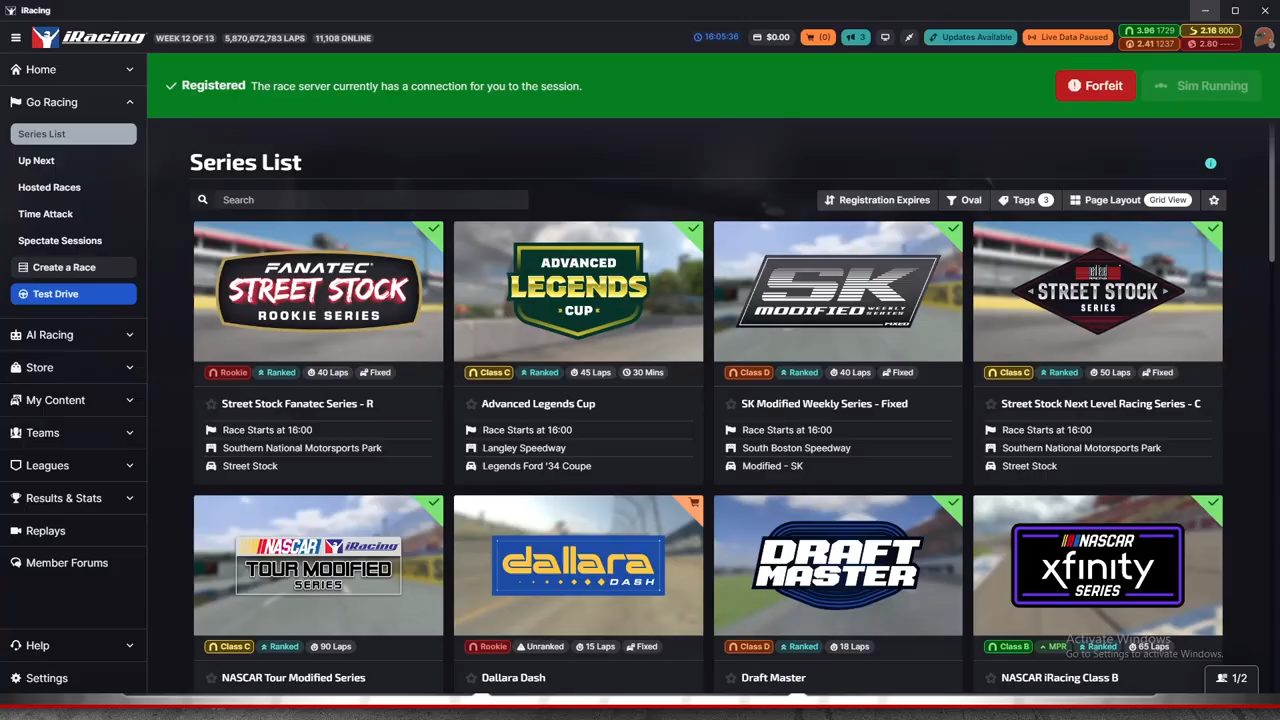 iRacing
iRacing WEEK 12 OF 13 5,870,672,783 LAPS 11,108 ONLINE 16:05:36 $0.00 (0) 3 Updates Available Live Data Paused 3.96 1729 2.16 800
2.41 1237 2.80 ----
Home
Go Racing
Series List
Up Next
Hosted Races
Time Attack
Spectate Sessions
Create a Race
Test Drive
AI Racing
Store
My Content
Teams
Leagues
Results & Stats
Replays
Member Forums
Help
Settings
Registered The race server currently has a connection for you to the session. Forfeit Sim Running
Series List
Search Registration Expires Oval Tags 3 Page Layout Grid View
FANATEC
STREET STOCK
ROOKIE SERIES
Rookie Ranked 40 Laps Fixed
Street Stock Fanatec Series - R
Race Starts at 16:00
Southern National Motorsports Park
Street Stock
ADVANCED
LEGENDS
CUP
Class C Ranked 45 Laps 30 Mins
Advanced Legends Cup
Race Starts at 16:00
Langley Speedway
Legends Ford '34 Coupe
SK
MODIFIED WEEKLY SERIES
FIXED
Class D Ranked 40 Laps Fixed
SK Modified Weekly Series - Fixed
Race Starts at 16:00
South Boston Speedway
Modified - SK
STREET STOCK
SERIES
Class C Ranked 50 Laps Fixed
Street Stock Next Level Racing Series - C
Race Starts at 16:00
Southern National Motorsports Park
Street Stock
NASCAR iRacing
TOUR MODIFIED
SERIES
Class C Ranked 90 Laps
NASCAR Tour Modified Series
dallara
DASH
Rookie Unranked 15 Laps Fixed
Dallara Dash
DRAFT
MASTER
Class D Ranked 18 Laps
Draft Master
NASCAR
xfinity
SERIES
Class B MPR Ranked 65 Laps
NASCAR iRacing Class B
Activate Windows
Go to Settings to activate Windows.
1/2